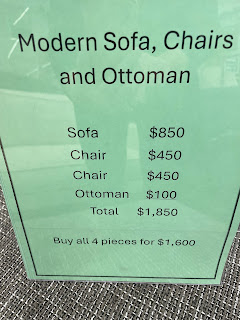 Modern Sofa, Chairs
and Ottoman
Sofa $850
Chair $450
Chair $450
Ottoman $100
Total $1,850
Buy all 4 pieces for $1,600